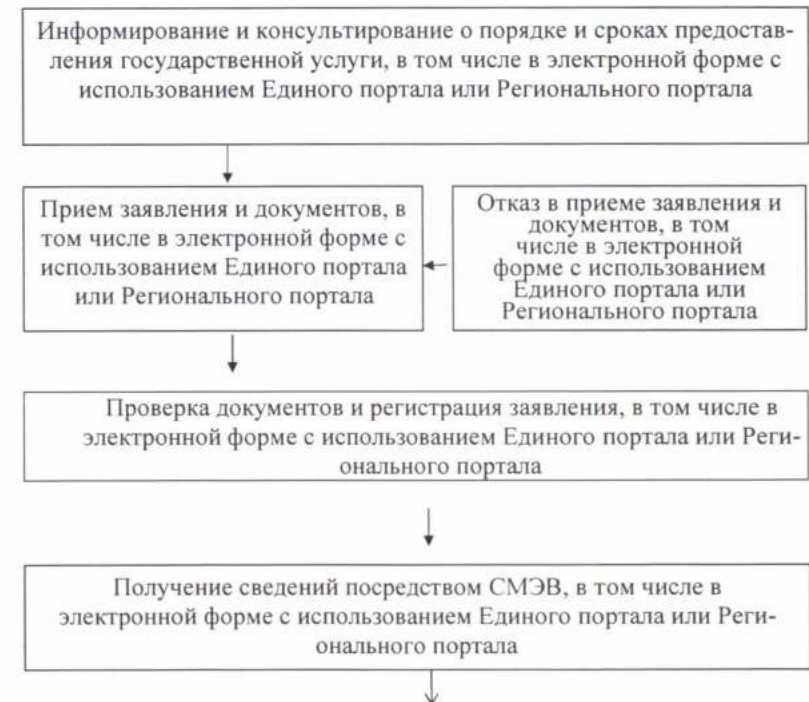 Информирование и консультирование о порядке и сроках предостав-
ления государственной услуги, в том числе в электронной форме с
использованием Единого портала или Регионального портала
Прием заявления и документов, в
том числе в электронной форме с
использованием Единого портала
или Регионального портала
Отказ в приеме заявления и
документов, в том
числе в электронной
форме с использованием
Единого портала или
Регионального портала
Проверка документов и регистрация заявления, в том числе в
электронной форме с использованием Единого портала или Реги-
онального портала
Получение сведений посредством СМЭВ, в том числе в
электронной форме с использованием Единого портала или Реги-
онального портала